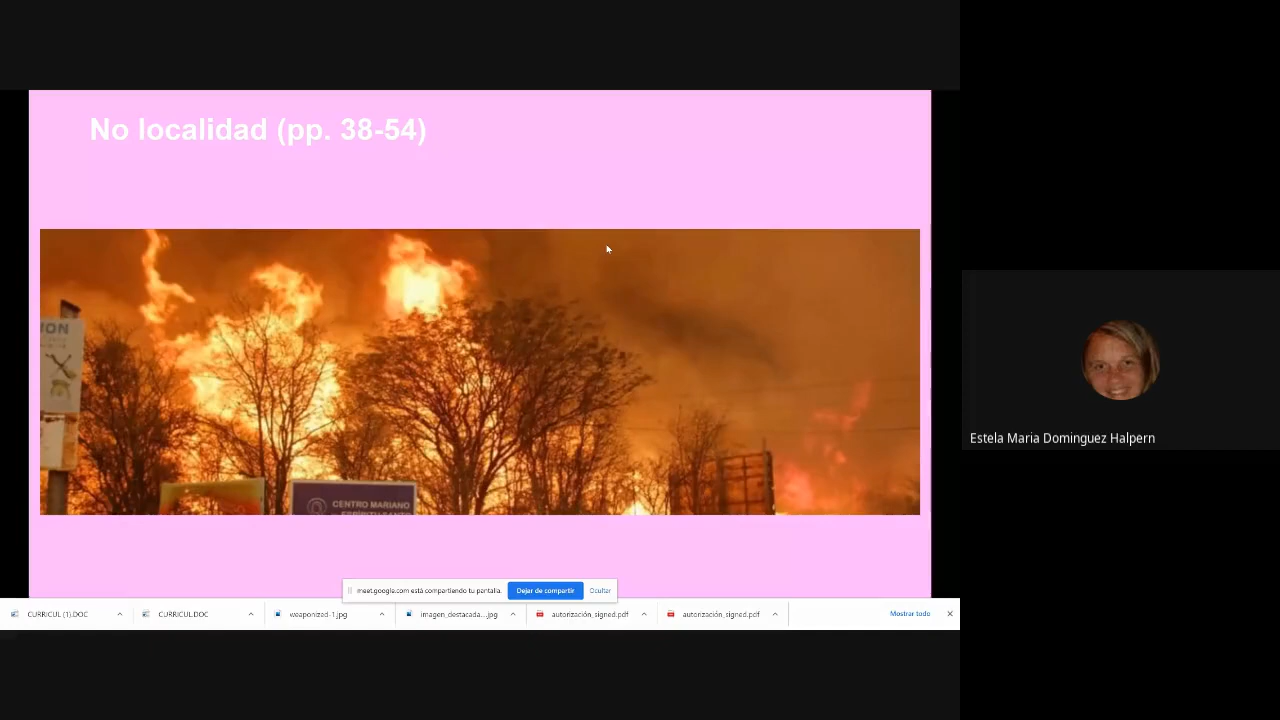 No localidad (pp. 38-54)
CENTRO MARIANO
meet.google.com está compartiendo tu pantalla.
Dejar de compartir
Ocultar
Estela Maria Dominguez Halpern
CURRICUL (1).DOC
CURRICUL.DOC
weaponized-1.jpg
imagen_destacada....jpg
autorización_signed.pdf
autorización_signed.pdf
Mostrar todo